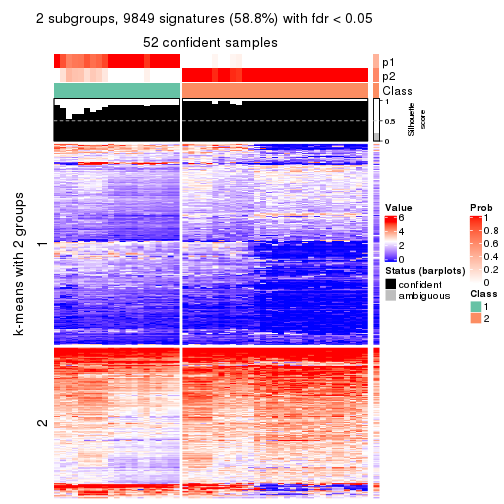 2 subgroups, 9849 signatures (58.8%) with fdr < 0.05
52 confident samples
p1
p2
Class
1
0.5
0
Silhouette
score
k-means with 2 groups
1
2
Value
6
4
2
0
Status (barplots)
confident
ambiguous
Prob
1
0.8
0.6
0.4
0.2
0
Class
1
2